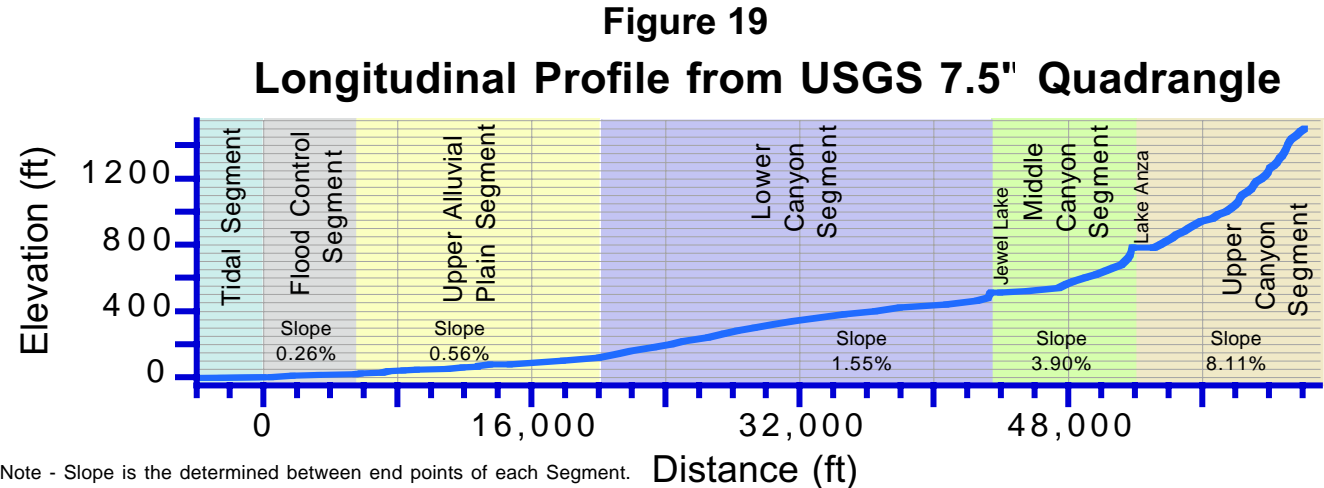 Figure 19
Longitudinal Profile from USGS 7.5" Quadrangle
Elevation (ft)
1200
800
400
0
Tidal Segment
Flood Control
Segment
Slope
0.26%
Upper Alluvial
Plain Segment
Slope
0.56%
Lower
Canyon
Segment
Slope
1.55%
Jewel Lake
Middle
Canyon
Segment
Slope
3.90%
Lake Anza
Upper
Canyon
Segment
Slope
8.11%
0
16,000
32,000
48,000
Note - Slope is the determined between end points of each Segment.
Distance (ft)